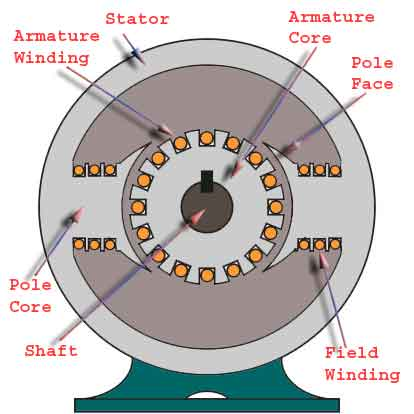 Stator
Armature
Core
Armature
Winding
Pole
Face
Pole
Core
Shaft
Field
Winding